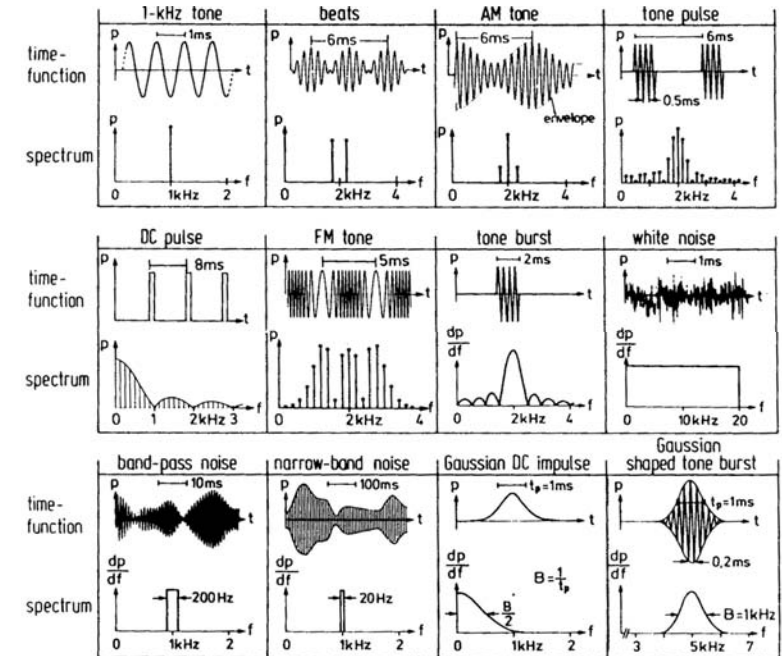 1-kHz tone
beats
AM tone
tone pulse
time-
function
p
1ms
t
p
6ms
t
p
6ms
t
envelope
p
6ms
t
0.5ms
spectrum
p
0 1kHz 2 f
p
0 2kHz 4 f
p
0 2kHz 4 f
p
0 2kHz 4 f
DC pulse
FM tone
tone burst
white noise
time-
function
p
8ms
t
p
5ms
t
p
2ms
t
p
1ms
t
spectrum
p
0 1 2kHz 3 f
p
0 2kHz 4 f
dp
df
0 2kHz 4 f
dp
df
0 10kHz 20 f
band-pass noise
narrow-band noise
Gaussian DC impulse
Gaussian
shaped tone burst
time-
function
p
10ms
t
p
100ms
t
p
tp=1ms
t
p
tp=1ms
t
0,2ms
spectrum
dp
df
200Hz
0 1kHz 2 f
dp
df
20Hz
0 1kHz 2 f
dp
df
B=1/tp
B/2
0 1kHz 2 f
dp
df
B=1kHz
3 5kHz 7 f